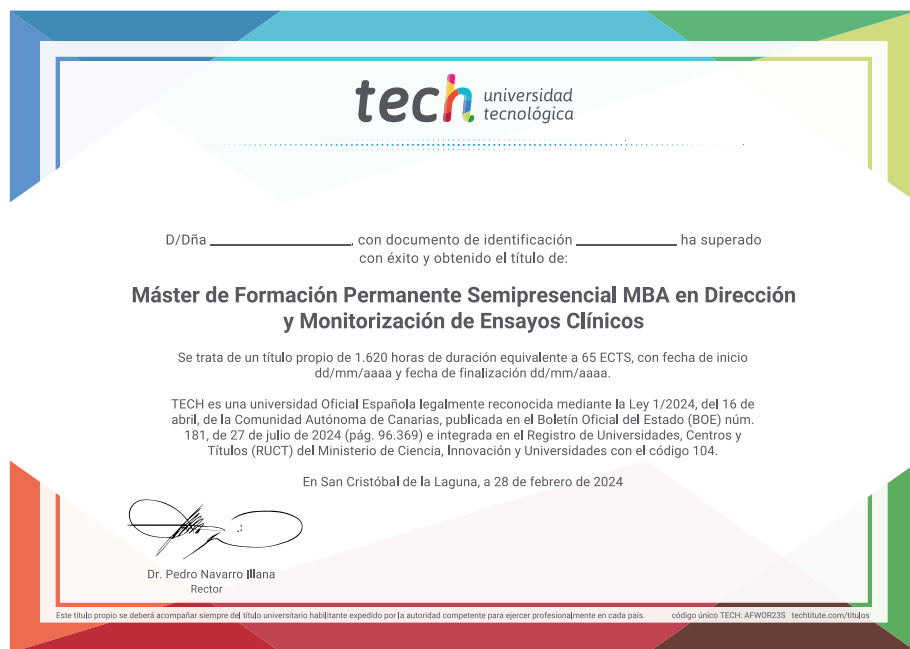 tech universidad
tecnológica
D/Dña ____________________, con documento de identificación ______________ ha superado
con éxito y obtenido el título de:
Máster de Formación Permanente Semipresencial MBA en Dirección
y Monitorización de Ensayos Clínicos
Se trata de un título propio de 1.620 horas de duración equivalente a 65 ECTS, con fecha de inicio
dd/mm/aaaa y fecha de finalización dd/mm/aaaa.
TECH es una universidad Oficial Española legalmente reconocida mediante la Ley 1/2024, del 16 de
abril, de la Comunidad Autónoma de Canarias, publicada en el Boletín Oficial del Estado (BOE) núm.
181, de 27 de julio de 2024 (pág. 96.369) e integrada en el Registro de Universidades, Centros y
Títulos (RUCT) del Ministerio de Ciencia, Innovación y Universidades con el código 104.
En San Cristóbal de la Laguna, a 28 de febrero de 2024
Dr. Pedro Navarro Illana
Rector
Este título propio se deberá acompañar siempre del título universitario habilitante expedido por la autoridad competente para ejercer profesionalmente en cada país. código único TECH: AFWOR23S techtitute.com/titulos